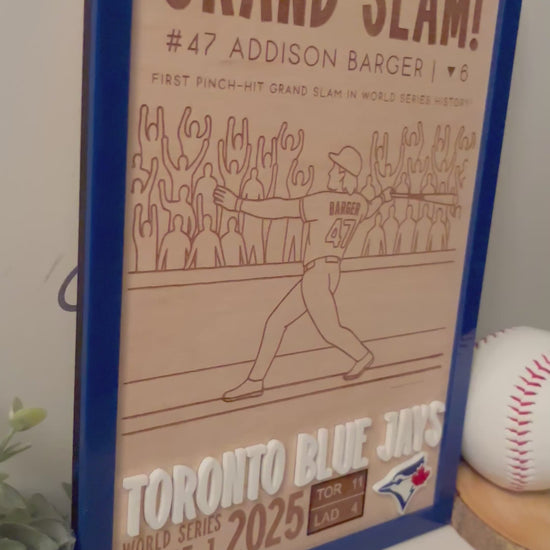 GRAND SLAM!
#47 ADDISON BARGER | ▼6
FIRST PINCH-HIT GRAND SLAM IN WORLD SERIES HISTORY!
BARGER
47
TORONTO BLUE JAYS
WORLD SERIES
2025
TOR 11
LAD 4